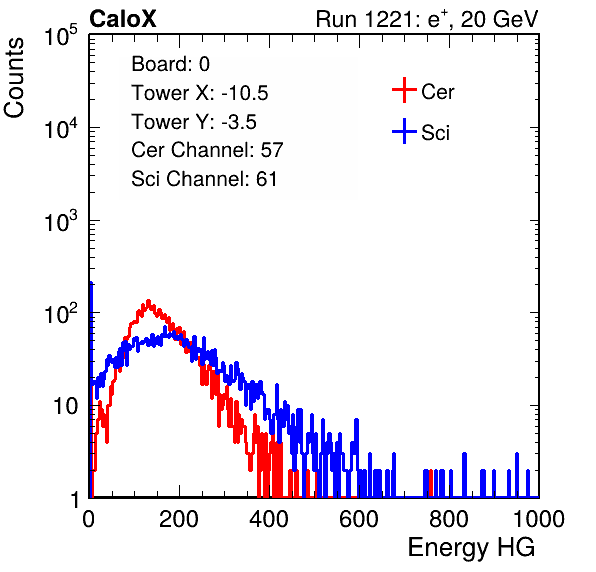 CaloX
Run 1221: e⁺, 20 GeV
Counts
10⁵
10⁴
10³
10²
10
1
Board: 0
Tower X: -10.5
Tower Y: -3.5
Cer Channel: 57
Sci Channel: 61
Cer
Sci
0 200 400 600 800 1000
Energy HG